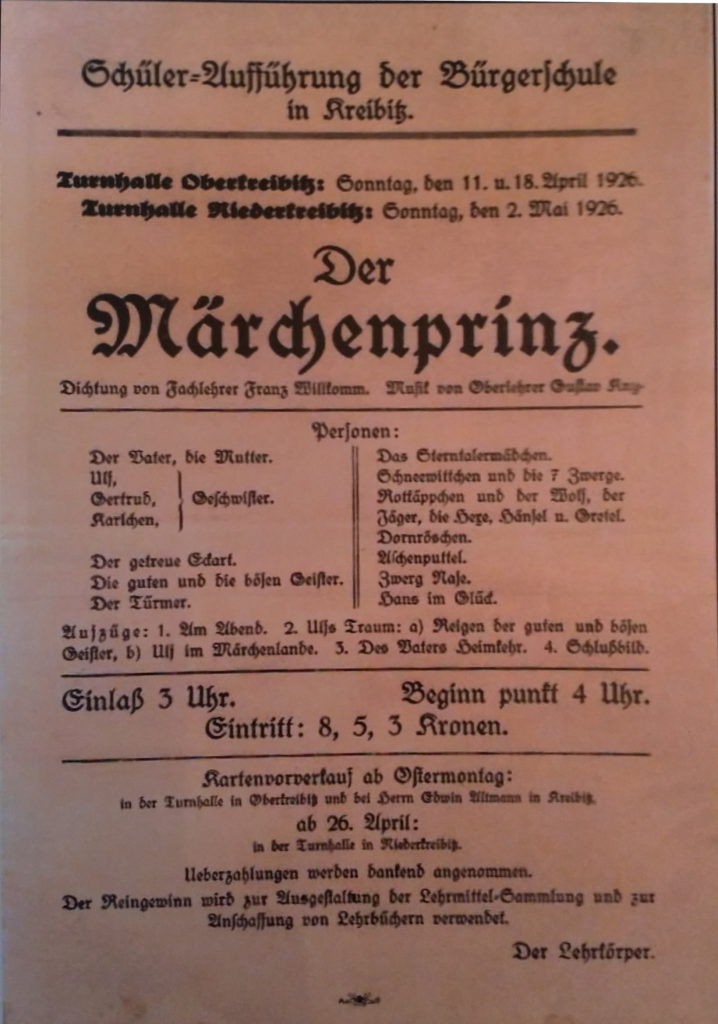 Schüler-Aufführung der Bürgerschule
in Kreibitz.
Turnhalle Oberkreibitz: Sonntag, den 11. u. 18. April 1926.
Turnhalle Niederkreibitz: Sonntag, den 2. Mai 1926.
Der
Märchenprinz.
Dichtung von Fachlehrer Franz Willkomm. Musik von Oberlehrer Gustav
Personen:
Der Vater, die Mutter.
Ulf,
Gertrud,
Karlchen,
Geschwister.
Der getreue Eckart.
Die guten und die bösen Geister.
Der Türmer.
Das Sterntalermädchen.
Schneewittchen und die 7 Zwerge.
Rottäppchen und der Wolf, der
Jäger, die Hexe, Hänsel u. Gretel.
Dornröschen.
Aschenputtel.
Zwerg Nase.
Hans im Glück.
Aufzüge: 1. Am Abend. 2. Ulfs Traum: a) Reigen der guten und bösen
Geister, b) Ulf im Märchenlande. 3. Des Vaters Heimkehr. 4. Schlußbild.
Einlaß 3 Uhr. Beginn punkt 4 Uhr.
Eintritt: 8, 5, 3 Kronen.
Kartenvorverkauf ab Ostermontag:
in der Turnhalle in Oberkreibitz und bei Herrn Edwin Altmann in Kreibitz,
ab 26. April:
in der Turnhalle in Niederkreibitz.
Ueberzahlungen werden dankend angenommen.
Der Reingewinn wird zur Ausgestaltung der Lehrmittel-Sammlung und zur
Anschaffung von Lehrbüchern verwendet.
Der Lehrkörper.